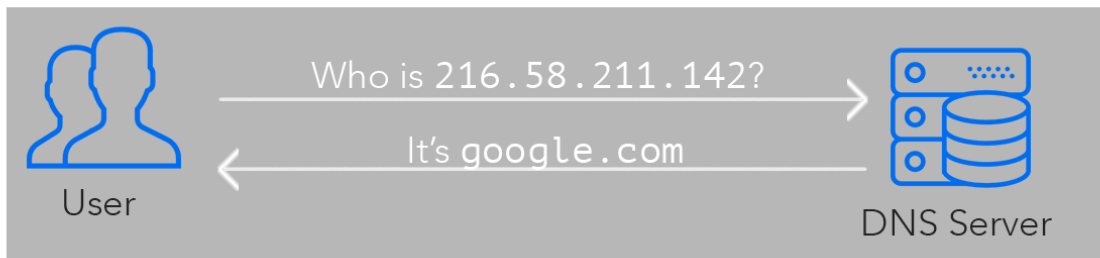 Who is 216.58.211.142?
It’s google.com
User
DNS Server